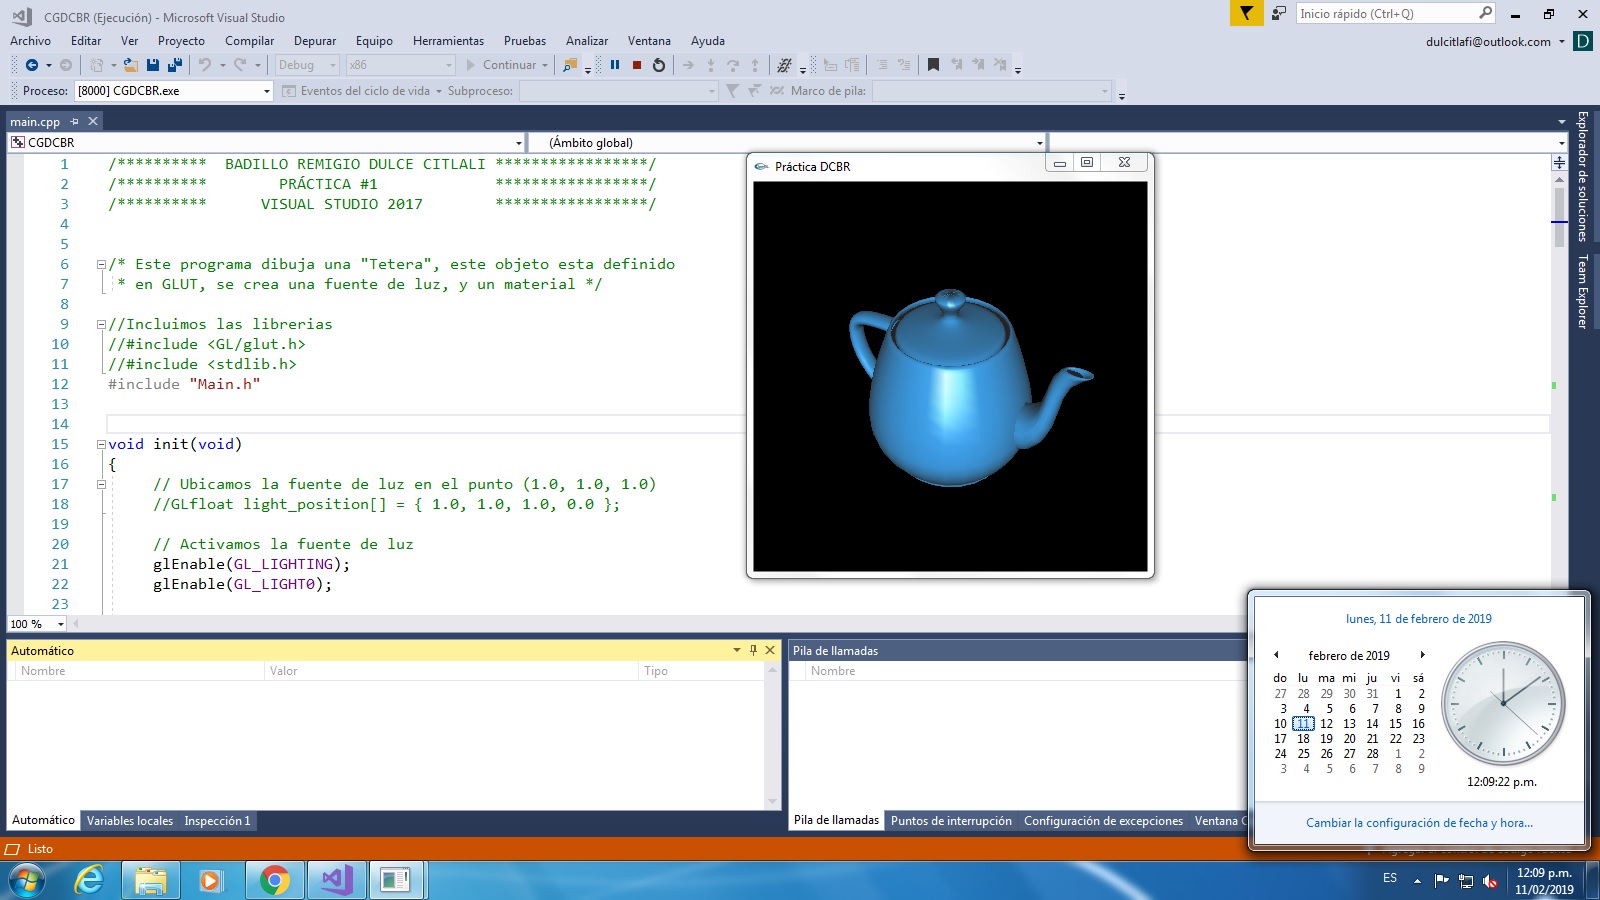 CGDCBR (Ejecución) - Microsoft Visual Studio
Inicio rápido (Ctrl+Q)
Archivo Editar Ver Proyecto Compilar Depurar Equipo Herramientas Pruebas Analizar Ventana Ayuda
dulcitlafi@outlook.com D
Debug x86 Continuar
Proceso: [8000] CGDCBR.exe Eventos del ciclo de vida Subproceso: Marco de pila:
main.cpp
CGDCBR (Ámbito global)
1 /********** BADILLO REMIGIO DULCE CITLALI *****************/
2 /********** PRÁCTICA #1 *****************/
3 /********** VISUAL STUDIO 2017 *****************/
4
5
6 /* Este programa dibuja una "Tetera", este objeto esta definido
7 * en GLUT, se crea una fuente de luz, y un material */
8
9 //Incluimos las librerias
10 //#include <GL/glut.h>
11 //#include <stdlib.h>
12 #include "Main.h"
13
14
15 void init(void)
16 {
17 // Ubicamos la fuente de luz en el punto (1.0, 1.0, 1.0)
18 //GLfloat light_position[] = { 1.0, 1.0, 1.0, 0.0 };
19
20 // Activamos la fuente de luz
21 glEnable(GL_LIGHTING);
22 glEnable(GL_LIGHT0);
23
100 %
Práctica DCBR
Explorador de soluciones
Team Explorer
Automático
Nombre Valor Tipo
Automático Variables locales Inspección 1
Pila de llamadas
Nombre
Pila de llamadas Puntos de interrupción Configuración de excepciones Ventana C
lunes, 11 de febrero de 2019
febrero de 2019
do lu ma mi ju vi sá
27 28 29 30 31 1 2
3 4 5 6 7 8 9
10 11 12 13 14 15 16
17 18 19 20 21 22 23
24 25 26 27 28 1 2
3 4 5 6 7 8 9
12:09:22 p.m.
Cambiar la configuración de fecha y hora...
Listo
ES
12:09 p.m.
11/02/2019